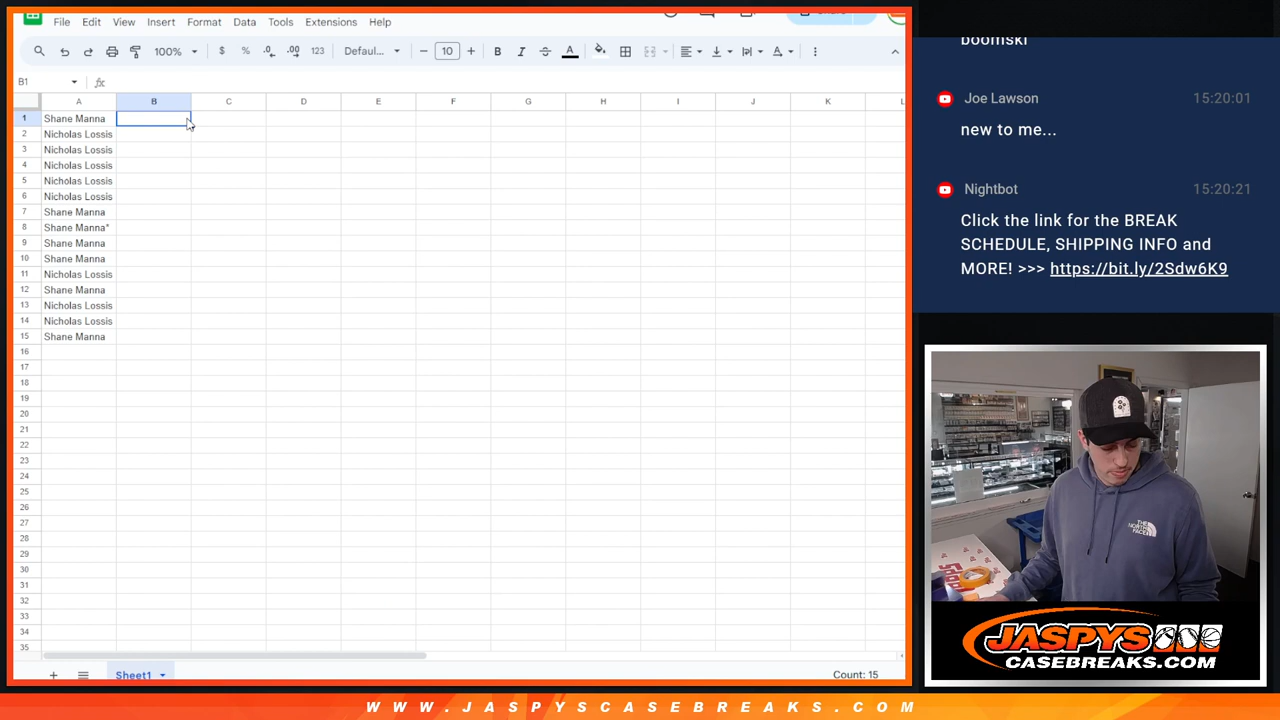 File Edit View Insert Format Data Tools Extensions Help
100% $ % .0 .00 123 Defaul... − 10 + B I A
B1 fx
A B C D E F G H I J K L
1 Shane Manna
2 Nicholas Lossis
3 Nicholas Lossis
4 Nicholas Lossis
5 Nicholas Lossis
6 Nicholas Lossis
7 Shane Manna
8 Shane Manna*
9 Shane Manna
10 Shane Manna
11 Nicholas Lossis
12 Shane Manna
13 Nicholas Lossis
14 Nicholas Lossis
15 Shane Manna
16
17
18
19
20
21
22
23
24
25
26
27
28
29
30
31
32
33
34
35
+ Sheet1 Count: 15
boomski
Joe Lawson 15:20:01
new to me...
Nightbot 15:20:21
Click the link for the BREAK
SCHEDULE, SHIPPING INFO and
MORE! >>> https://bit.ly/2Sdw6K9
THE
NORTH
FACE
JASPYS
CASEBREAKS.COM
WWW.JASPYSCASEBREAKS.COM